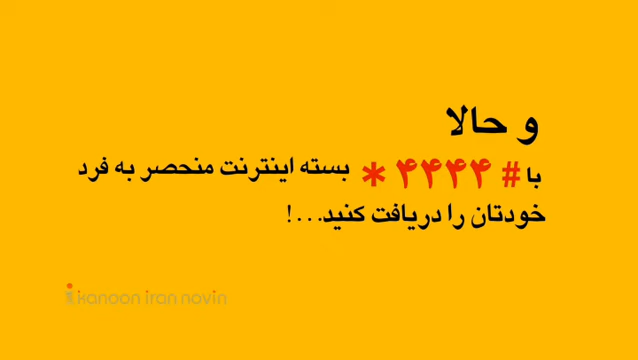 و حالا
با #۴۴۴۴* بسته اینترنت منحصر به فرد
خودتان را دریافت کنید...!
kanoon iran novin